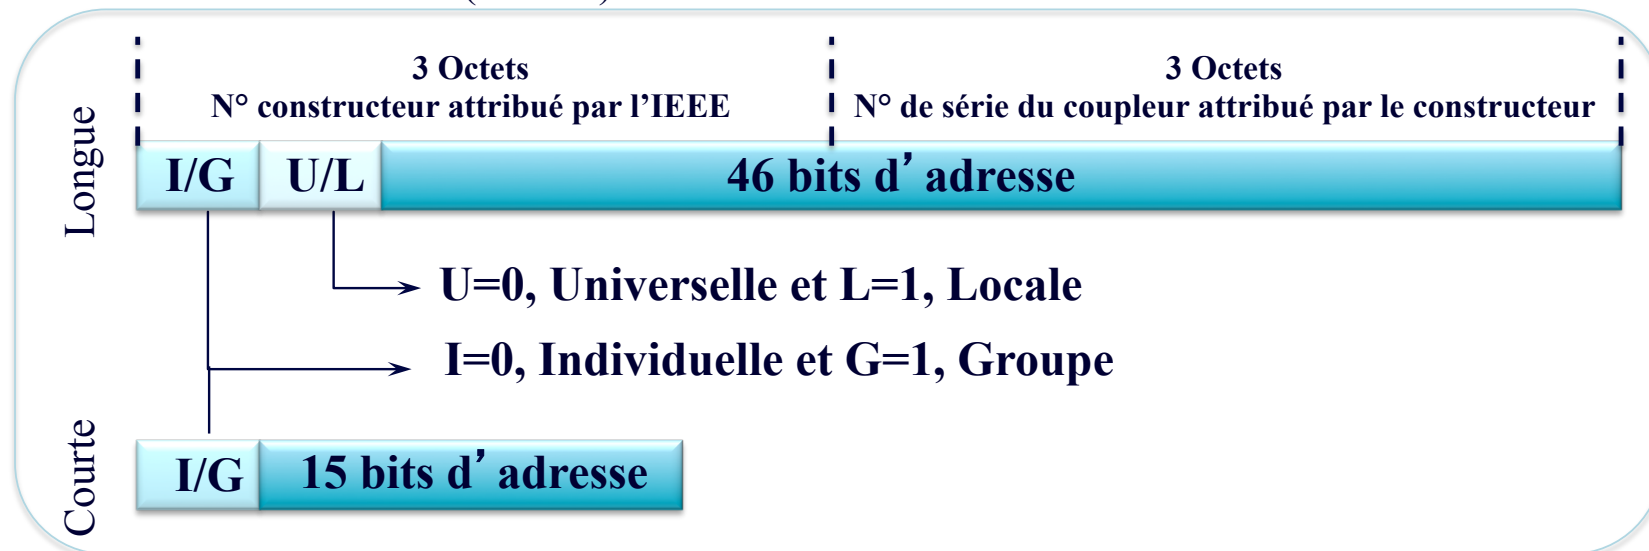 3 Octets
N° constructeur attribué par l’IEEE
3 Octets
N° de série du coupleur attribué par le constructeur
Longue
I/G
U/L
46 bits d’ adresse
U=0, Universelle et L=1, Locale
I=0, Individuelle et G=1, Groupe
Courte
I/G
15 bits d’ adresse